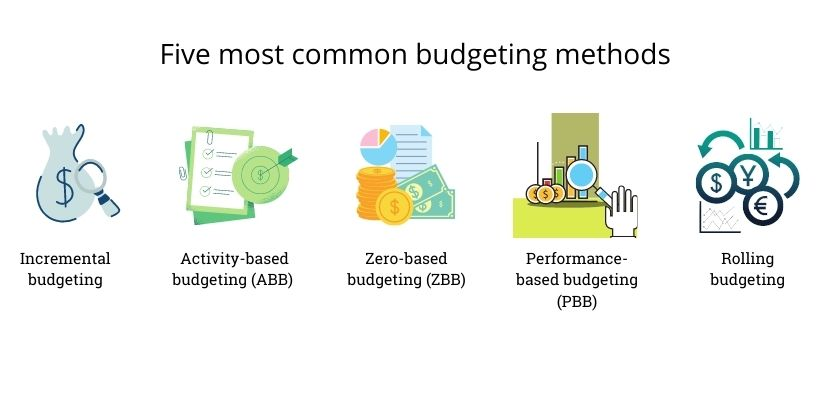 Five most common budgeting methods
$
$
$
$
$
$
$
$
$
$
¥
€
Incremental
budgeting
Activity-based
budgeting (ABB)
Zero-based
budgeting (ZBB)
Performance-
based budgeting
(PBB)
Rolling
budgeting